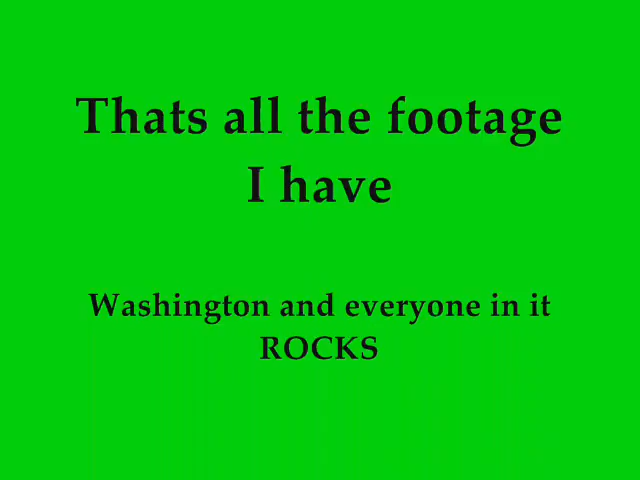 Thats all the footage
I have
Washington and everyone in it
ROCKS